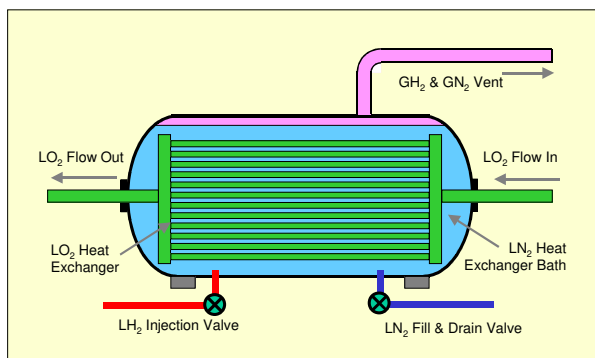 GH₂ & GN₂ Vent
LO₂ Flow Out
LO₂ Flow In
LO₂ Heat
Exchanger
LN₂ Heat
Exchanger Bath
LH₂ Injection Valve
LN₂ Fill & Drain Valve